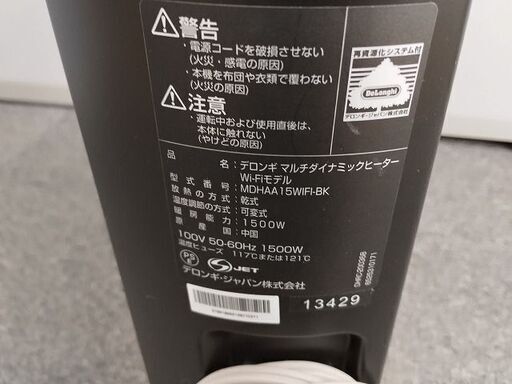 ⚠警告
・電源コードを破損させない
(火災・感電の原因)
・本機を布団や衣類で覆わない
(火災の原因)
⚠注意
・運転中および使用直後は、
本体に触れない
(やけどの原因)
再資源化システム付
DeLonghi
デロンギ・ジャパン株式会社
品名:デロンギ マルチダイナミックヒーター
Wi-Fiモデル
型式番号:MDHAA15WIFI-BK
放熱の方式:乾式
温度調節の方式:可変式
暖房能力:1500W
原産国:中国
100V 50-60Hz 1500W
温度ヒューズ 117℃または121℃
PS E
JET
デロンギ・ジャパン株式会社
13429